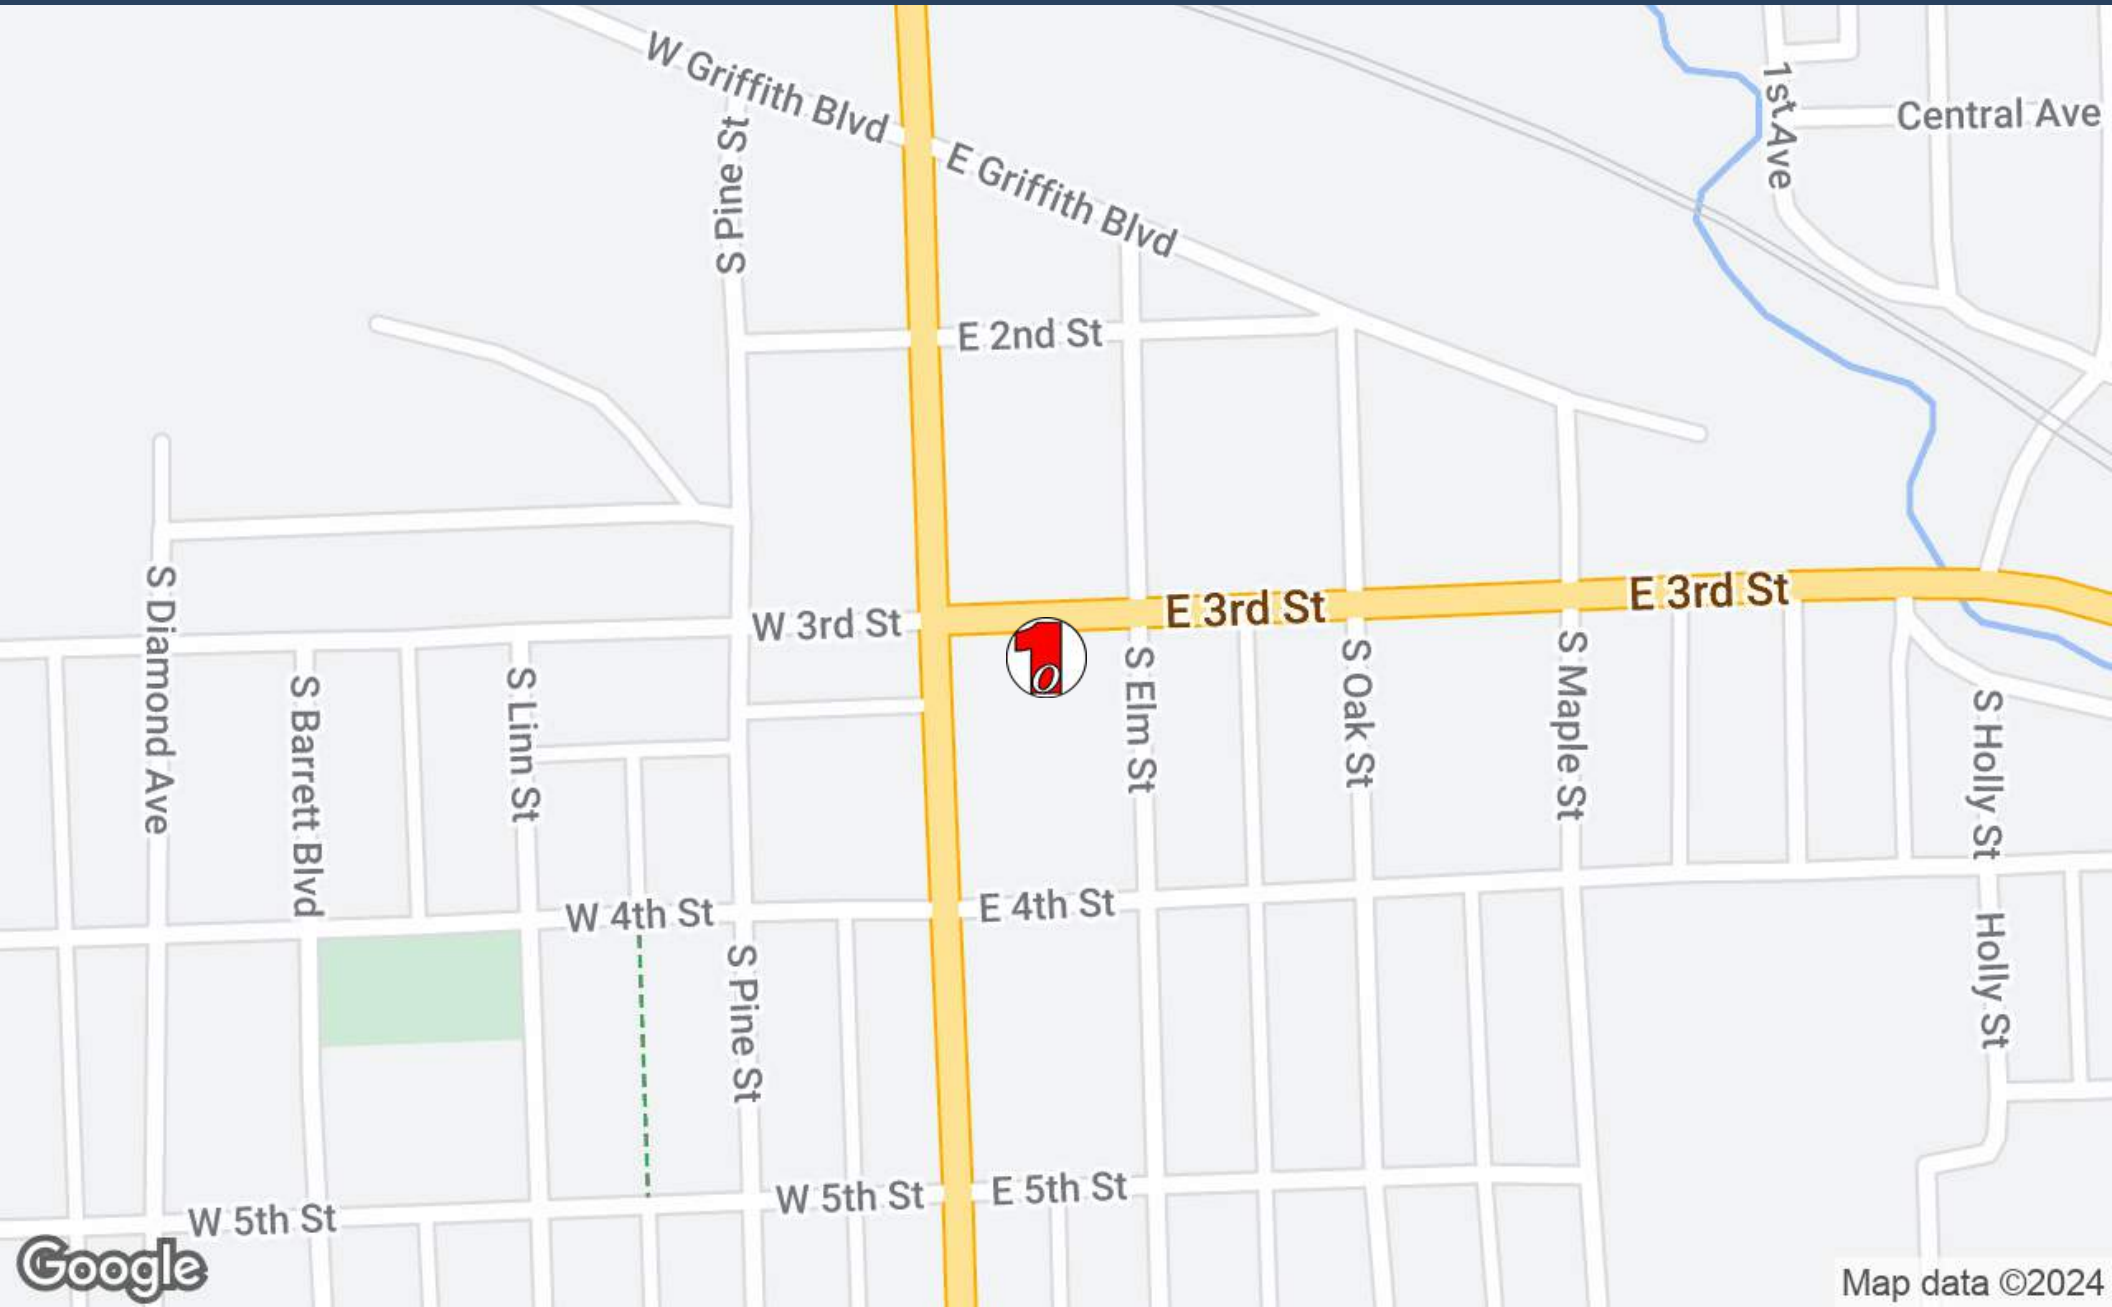 W Griffith Blvd
1st Ave
Central Ave
S Pine St
E Griffith Blvd
E 2nd St
S Diamond Ave
W 3rd St
E 3rd St
E 3rd St
1
0
S Barrett Blvd
S Linn St
S Elm St
S Oak St
S Maple St
S Holly St
W 4th St
E 4th St
S Pine St
Holly St
W 5th St
W 5th St
E 5th St
Google
Map data ©2024